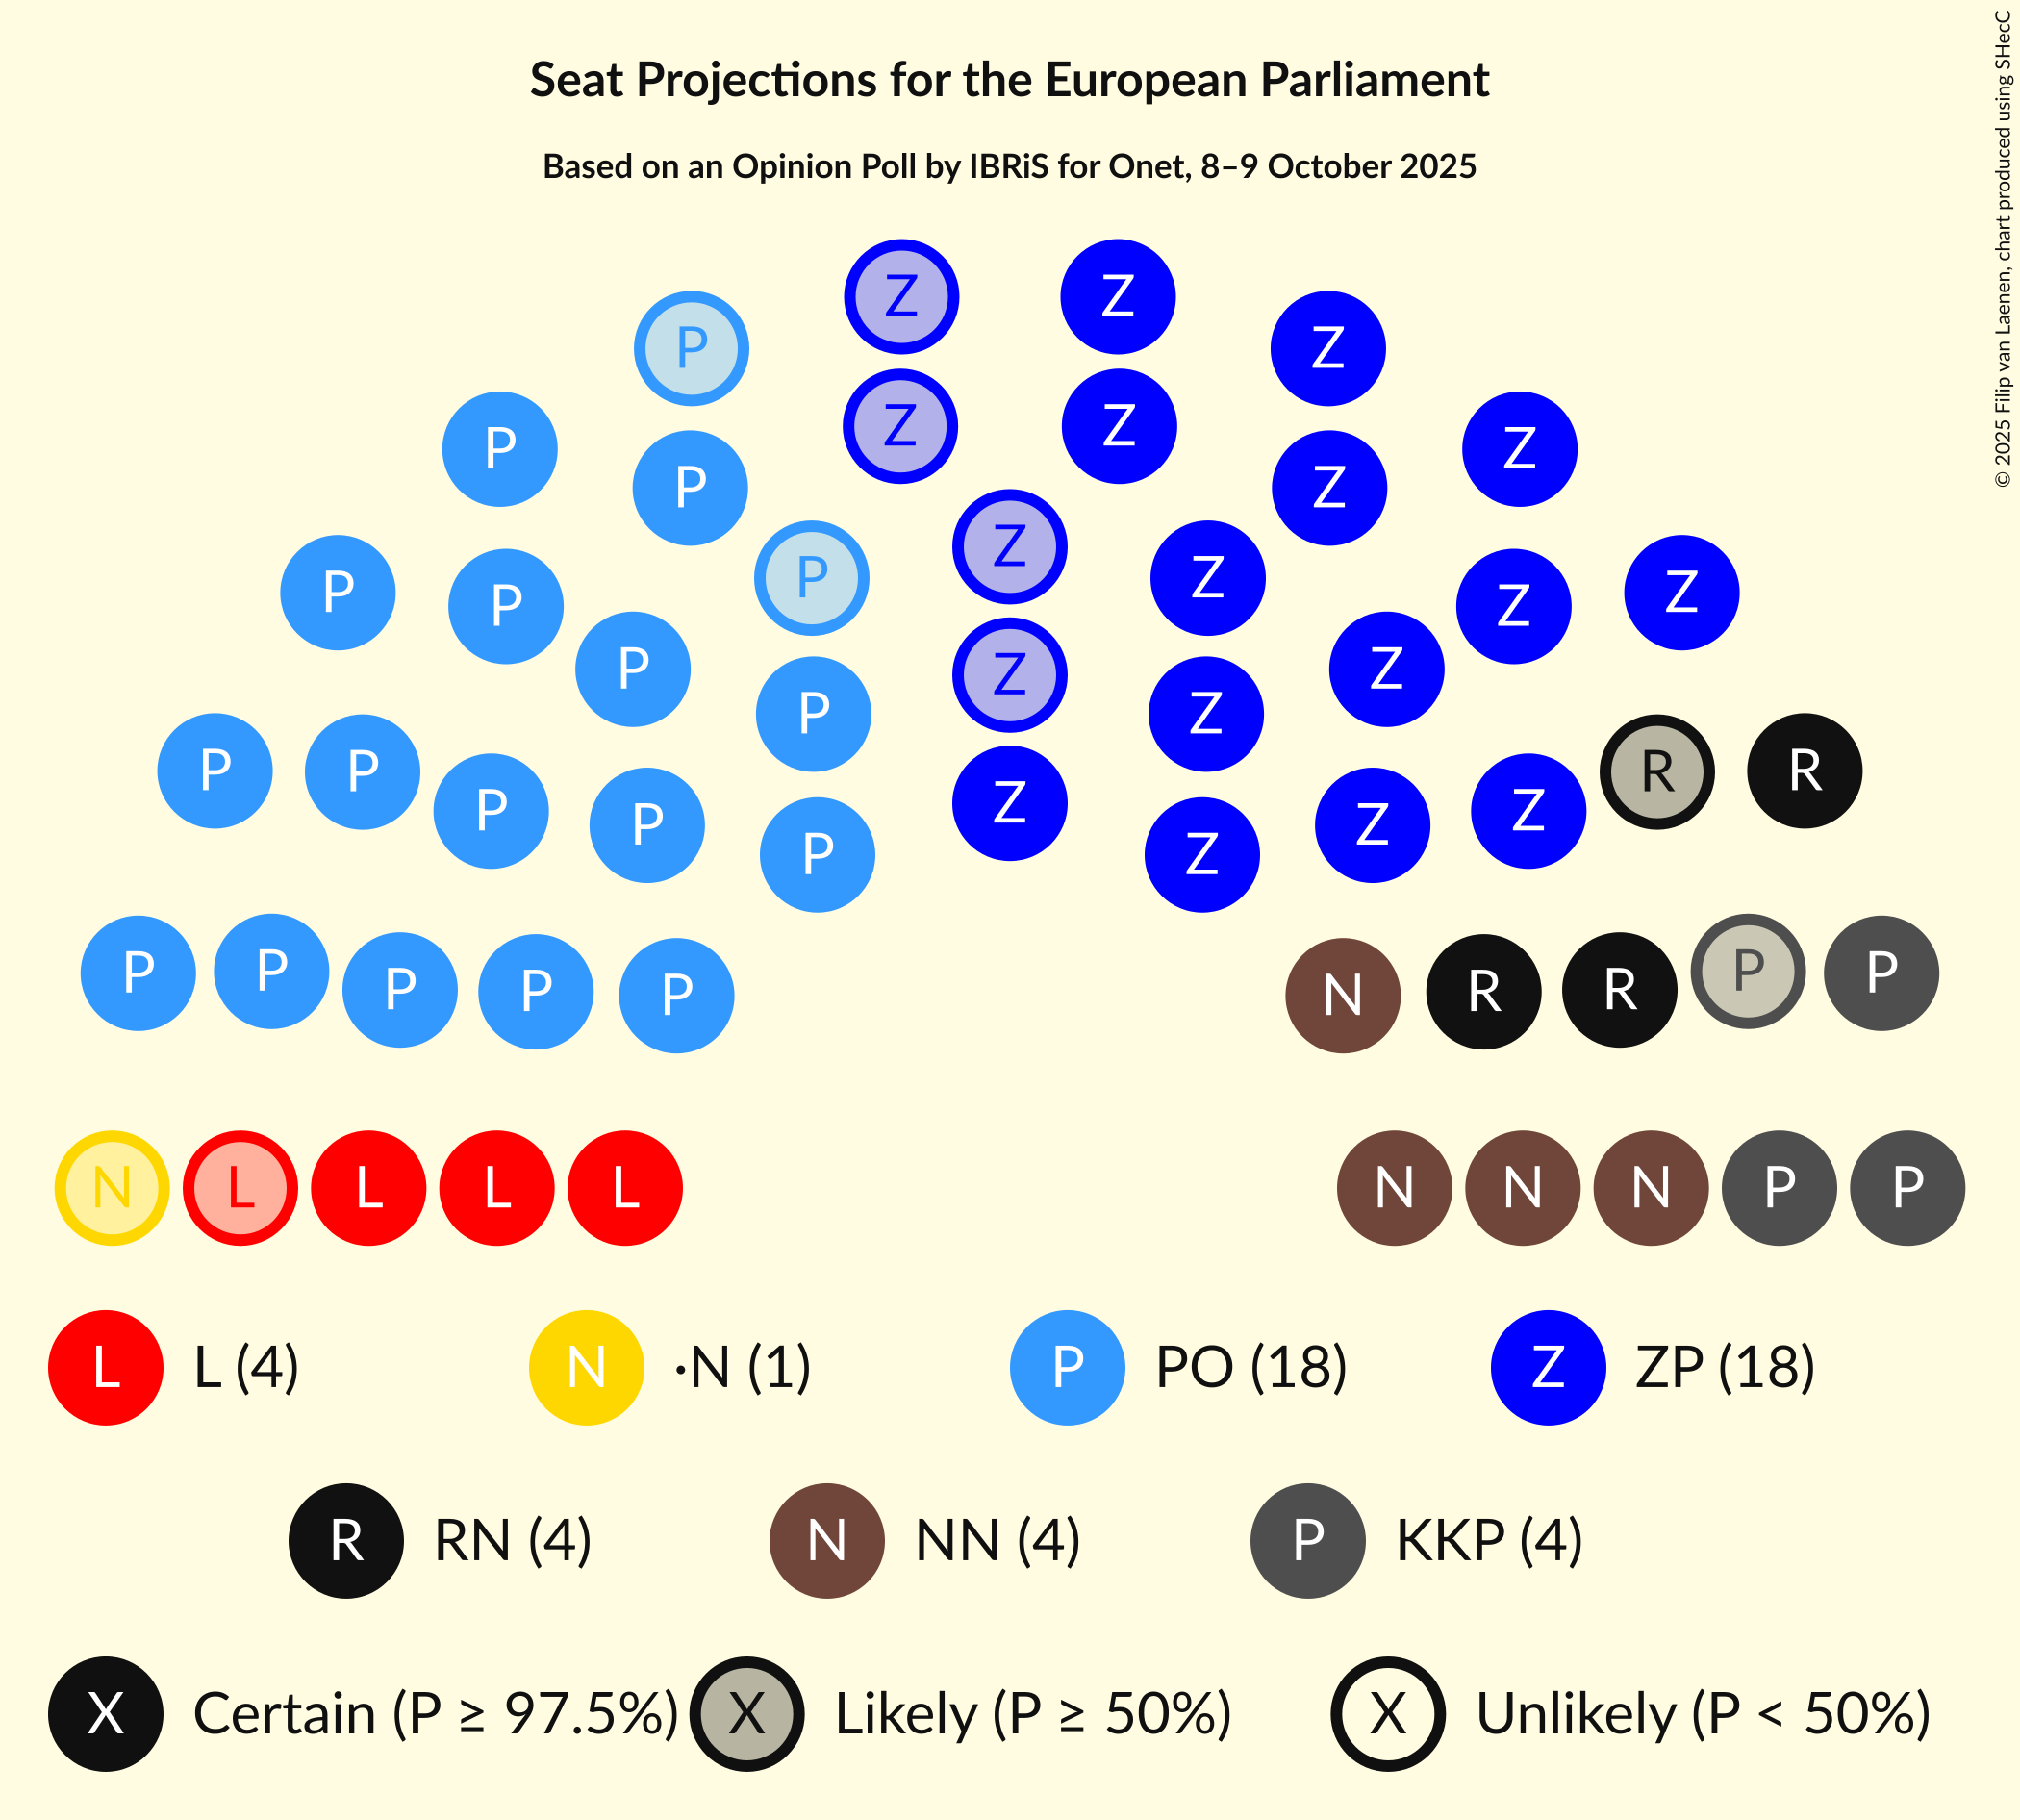 Seat Projections for the European Parliament
Based on an Opinion Poll by IBRiS for Onet, 8–9 October 2025
© 2025 Filip van Laenen, chart produced using SHecC
Z Z
P Z
Z Z
P Z
P Z
Z
P Z Z
P Z
P Z
P Z
P Z
P Z
P P R R
P P Z Z
P Z
P P P P P N R R P P
N L L L L N N N P P
L L (4) N ·N (1) P PO (18) Z ZP (18)
R RN (4) N NN (4) P KKP (4)
X Certain (P ≥ 97.5%) X Likely (P ≥ 50%) X Unlikely (P < 50%)